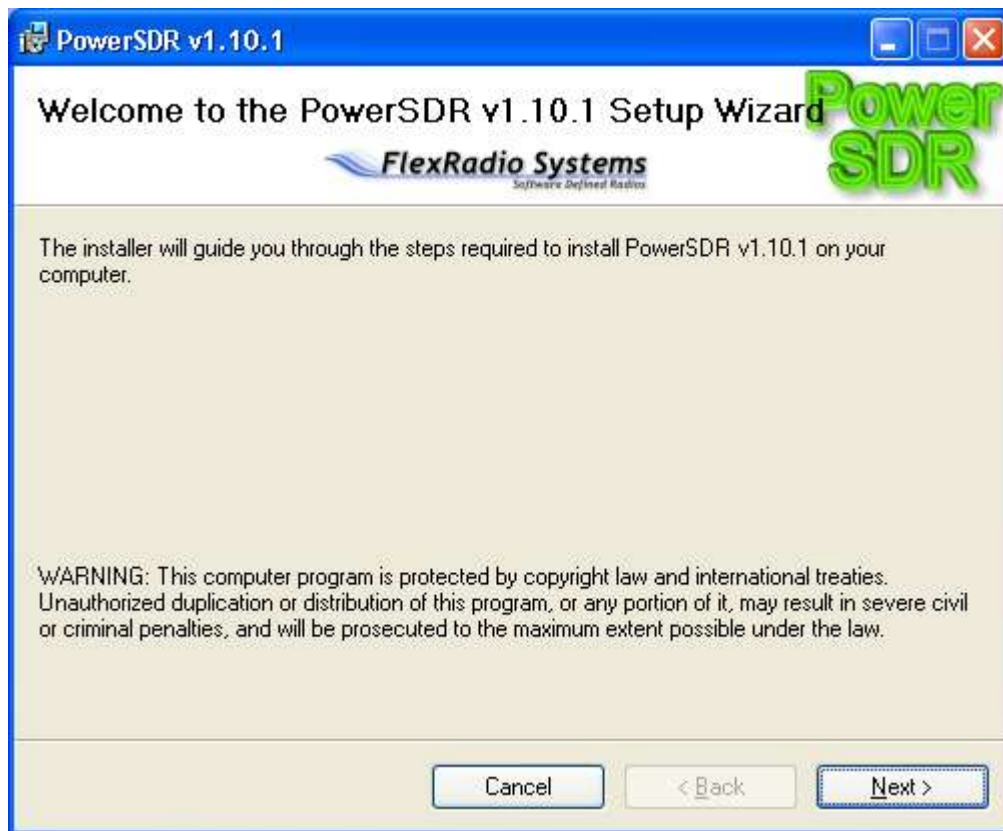 PowerSDR v1.10.1
Welcome to the PowerSDR v1.10.1 Setup Wizard
Power
SDR
FlexRadio Systems
Software Defined Radios
The installer will guide you through the steps required to install PowerSDR v1.10.1 on your
computer.
WARNING: This computer program is protected by copyright law and international treaties.
Unauthorized duplication or distribution of this program, or any portion of it, may result in severe civil
or criminal penalties, and will be prosecuted to the maximum extent possible under the law.
Cancel < Back Next >